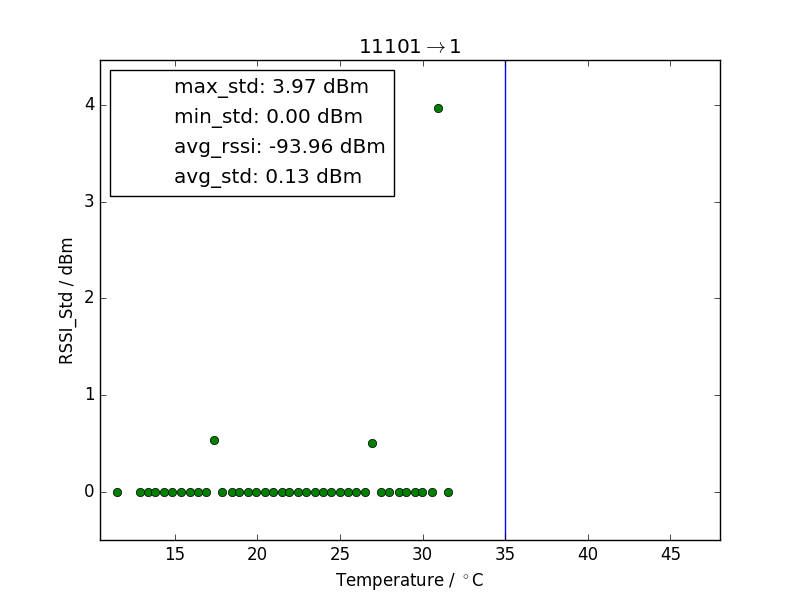 11101→1
max_std: 3.97 dBm
min_std: 0.00 dBm
avg_rssi: -93.96 dBm
avg_std: 0.13 dBm
RSSI_Std / dBm
4
3
2
1
0
15 20 25 30 35 40 45
Temperature / °C